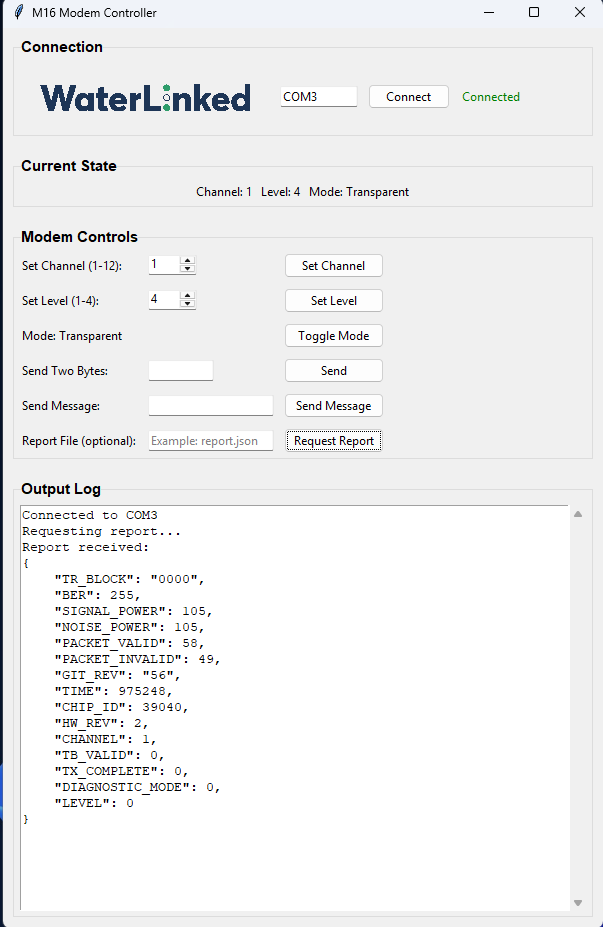 M16 Modem Controller
Connection
WaterLinked
COM3
Connect
Connected
Current State
Channel: 1 Level: 4 Mode: Transparent
Modem Controls
Set Channel (1-12): 1 Set Channel
Set Level (1-4): 4 Set Level
Mode: Transparent Toggle Mode
Send Two Bytes: Send
Send Message: Send Message
Report File (optional): Example: report.json Request Report
Output Log
Connected to COM3
Requesting report...
Report received:
{
    "TR_BLOCK": "0000",
    "BER": 255,
    "SIGNAL_POWER": 105,
    "NOISE_POWER": 105,
    "PACKET_VALID": 58,
    "PACKET_INVALID": 49,
    "GIT_REV": "56",
    "TIME": 975248,
    "CHIP_ID": 39040,
    "HW_REV": 2,
    "CHANNEL": 1,
    "TB_VALID": 0,
    "TX_COMPLETE": 0,
    "DIAGNOSTIC_MODE": 0,
    "LEVEL": 0
}